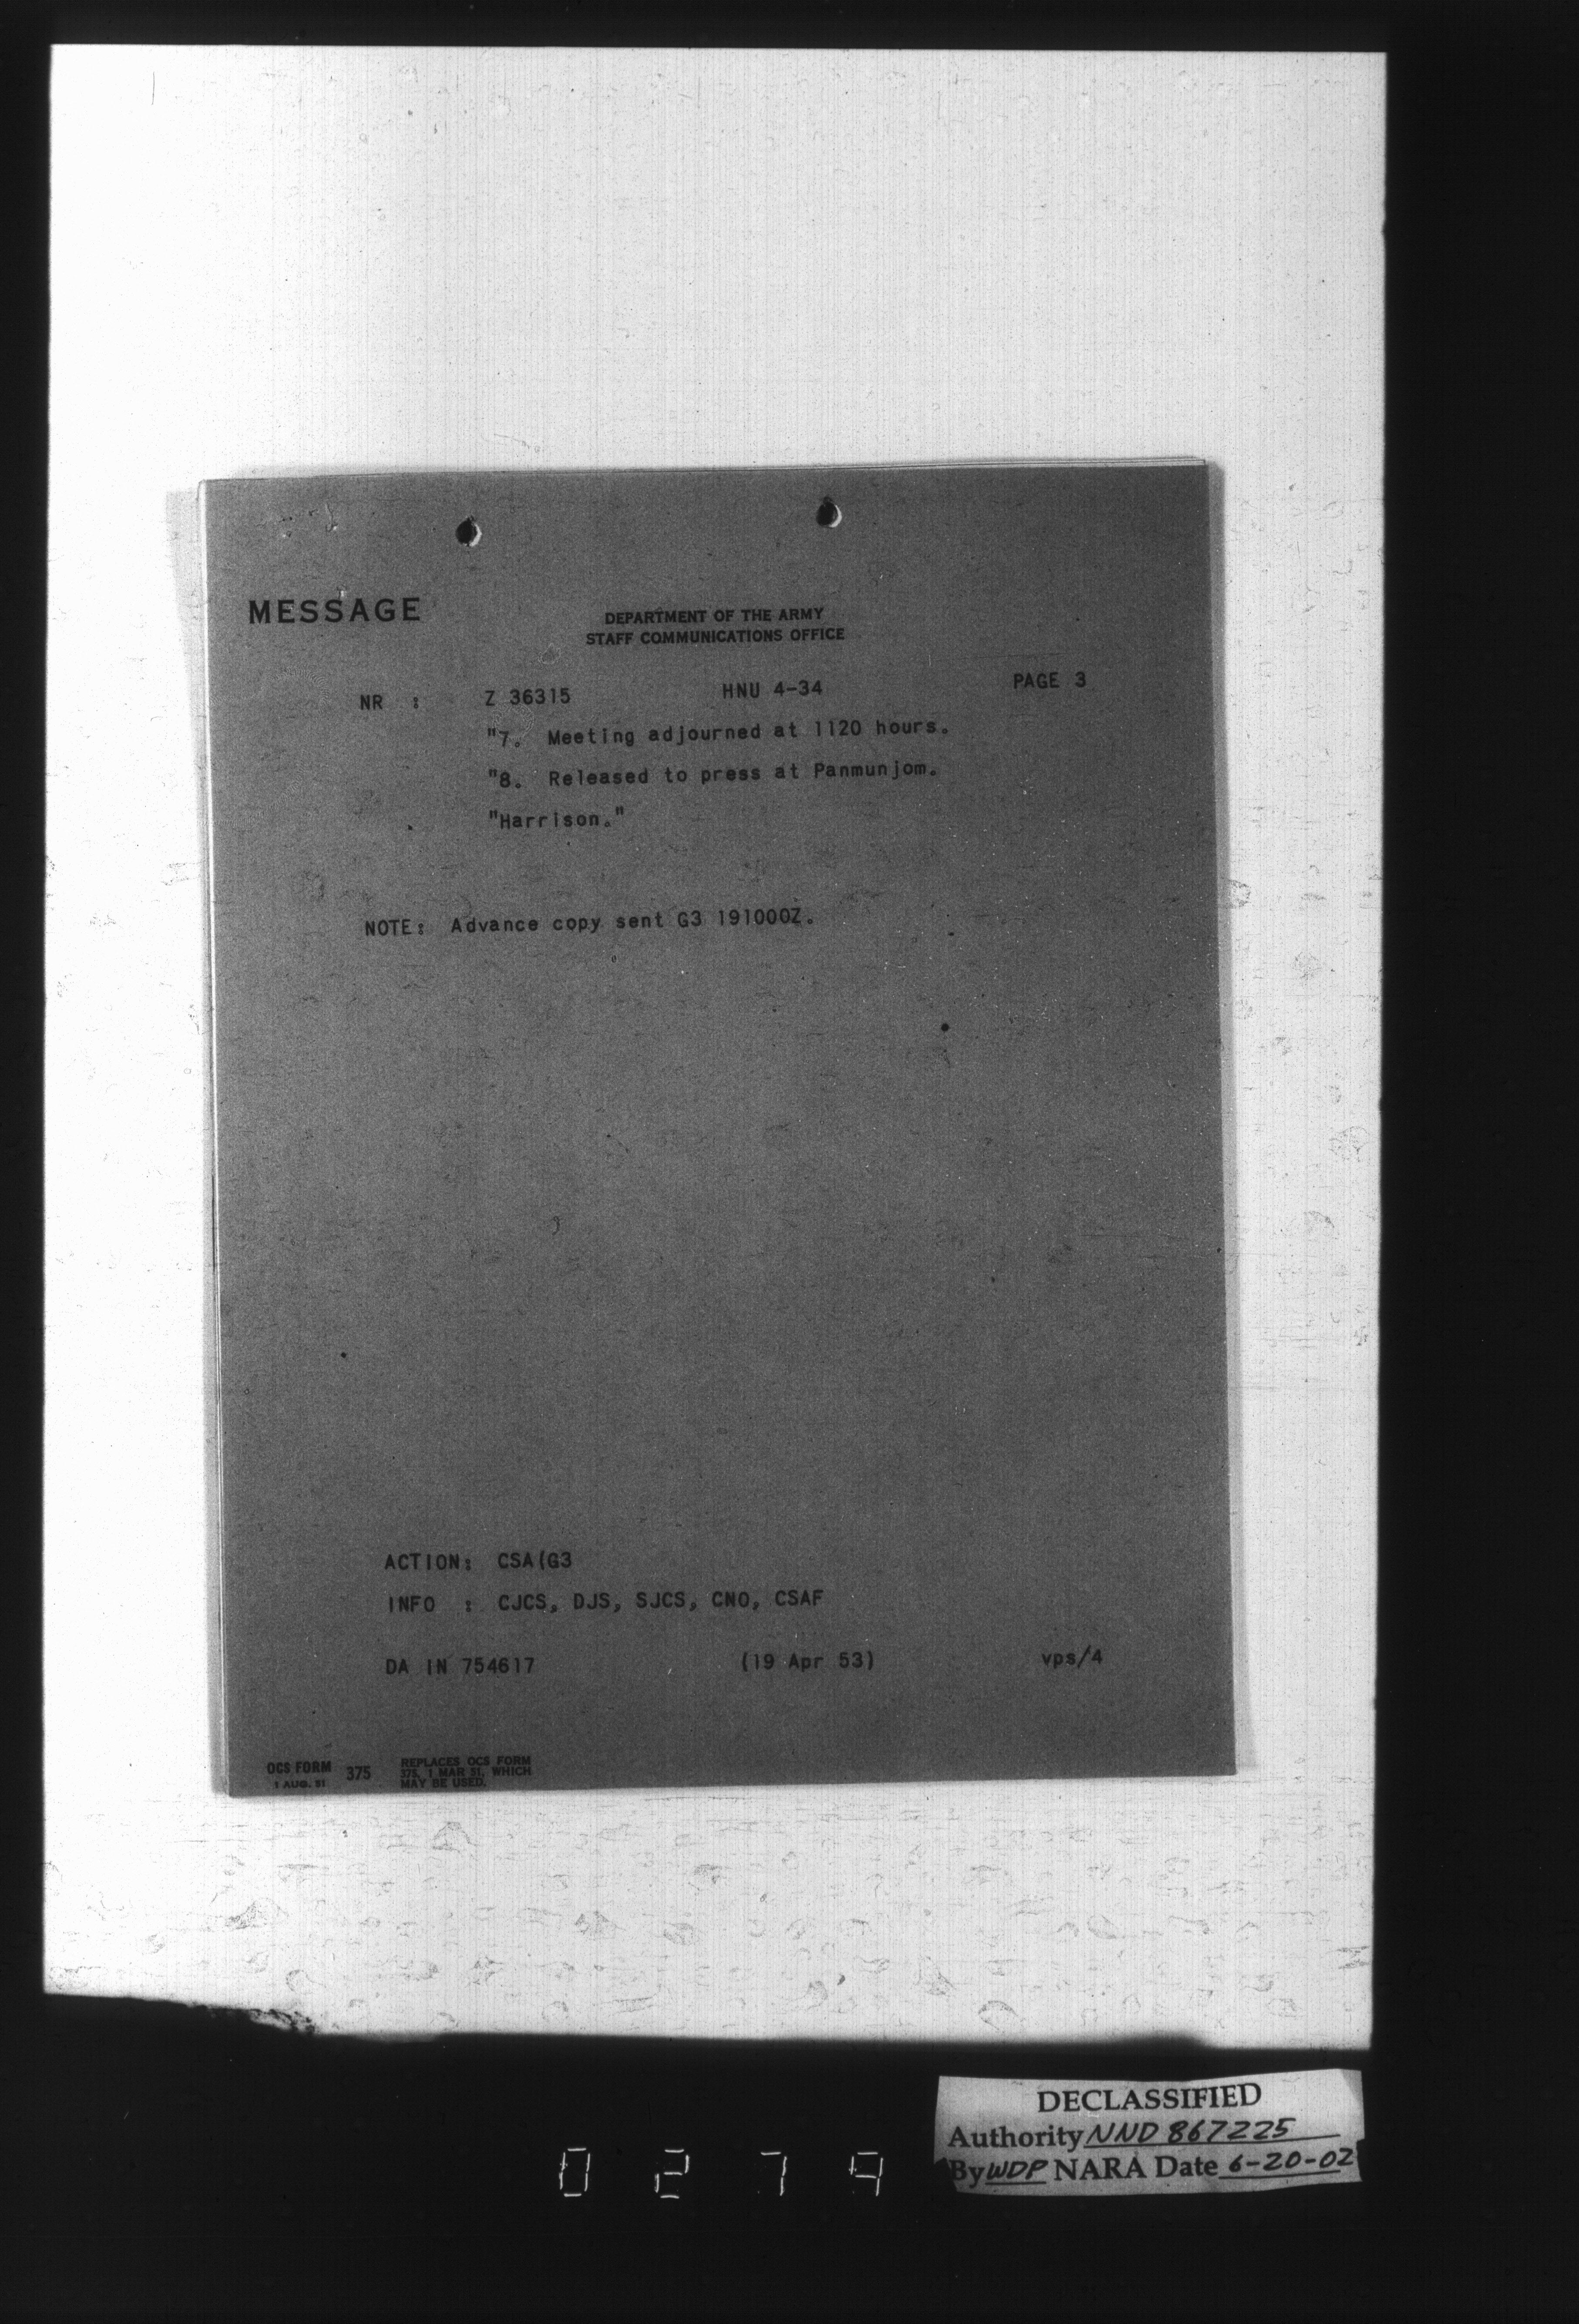 MESSAGE
DEPARTMENT OF THE ARMY
STAFF COMMUNICATIONS OFFICE
NR : Z 36315 HNU 4-34 PAGE 3
"7. Meeting adjourned at 1120 hours.
"8. Released to press at Panmunjom.
"Harrison."
NOTE: Advance copy sent G3 191000Z.
ACTION: CSA(G3
INFO : CJCS, DJS, SJCS, CNO, CSAF
DA IN 754617 (19 Apr 53) vps/4
OCS FORM 375
1 AUG. 51
REPLACES OCS FORM
375, 1 MAR 51, WHICH
MAY BE USED.
DECLASSIFIED
Authority NND 867225
By WDP NARA Date 6-20-02
0279